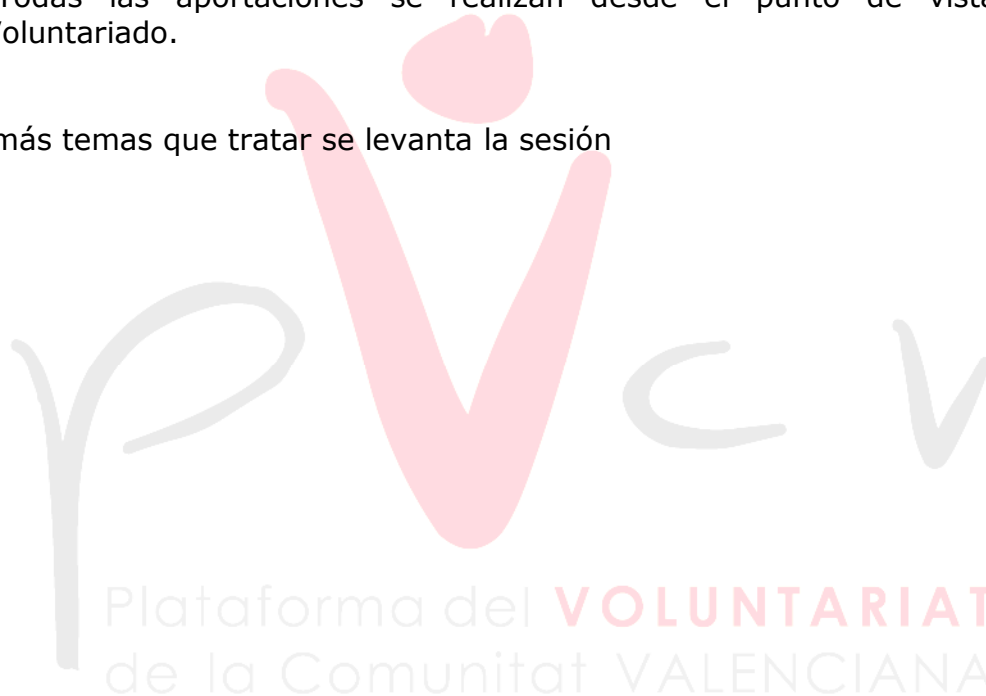 Todas las aportaciones se realizan desde el punto de vista
Voluntariado.
más temas que tratar se levanta la sesión
pvcv
Plataforma del VOLUNTARIAT
de la Comunitat VALENCIANA